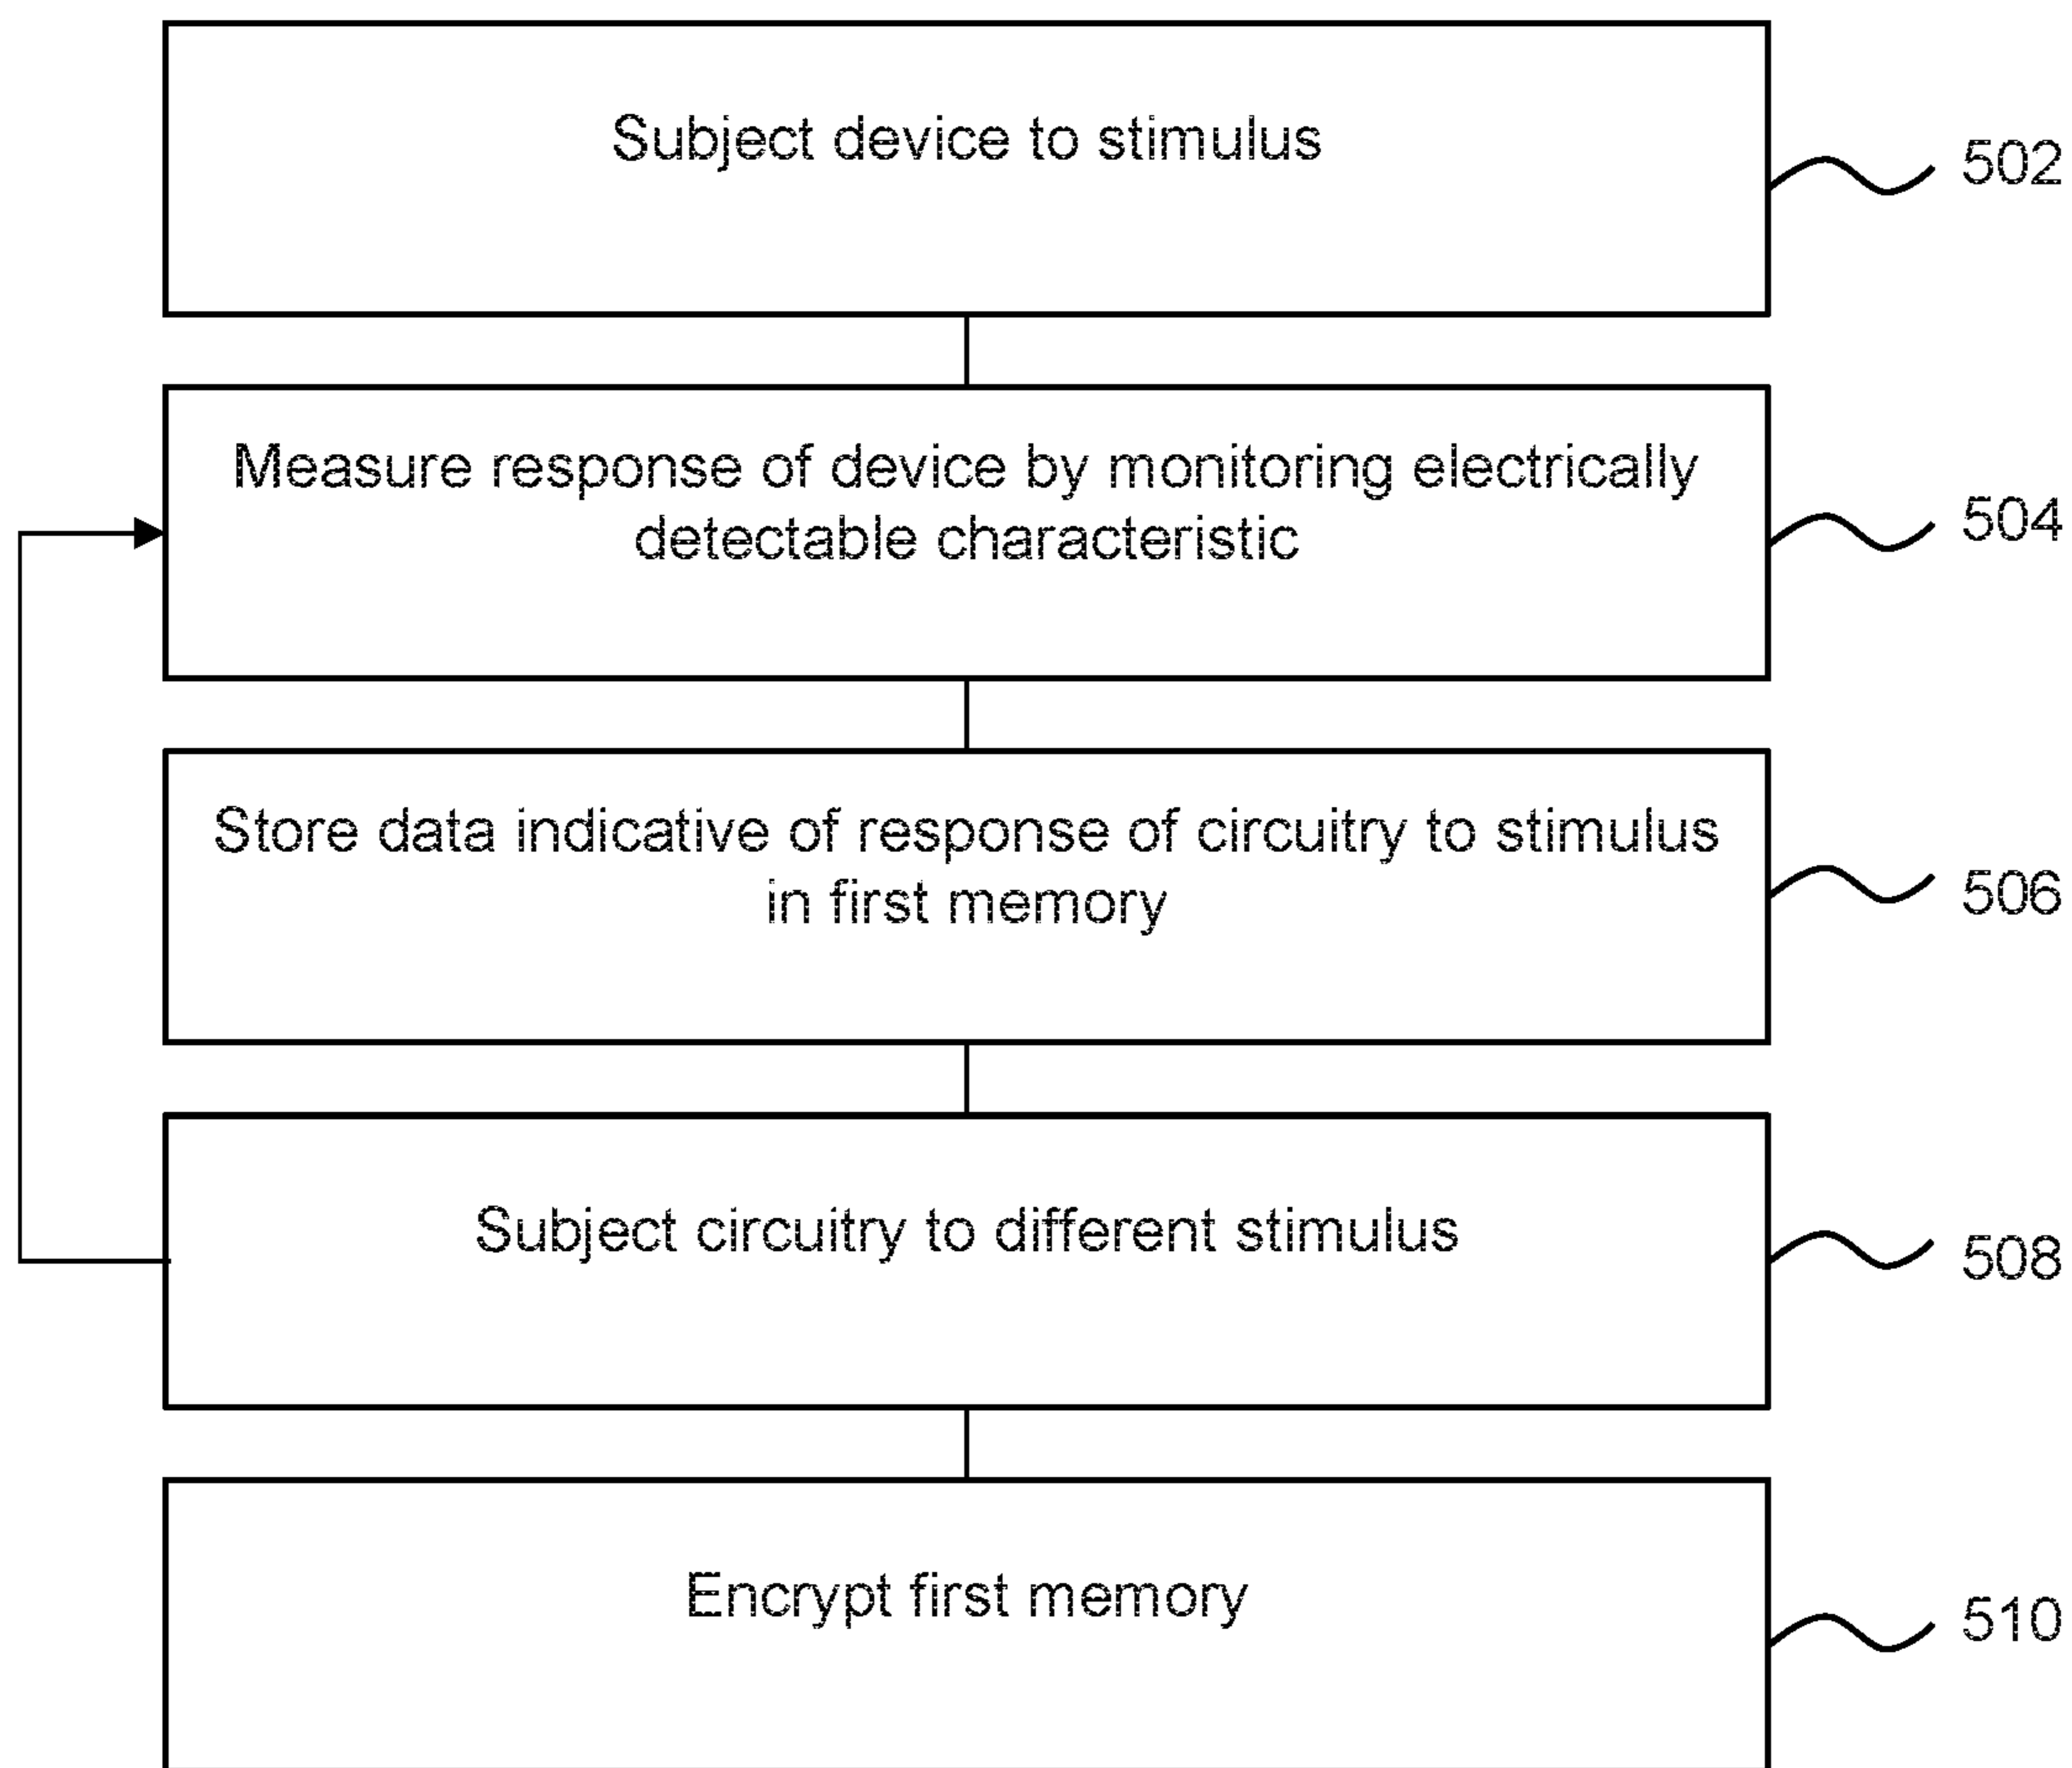 Subject device to stimulus
502
Measure response of device by monitoring electrically
detectable characteristic
504
Store data indicative of response of circuitry to stimulus
in first memory
506
Subject circuitry to different stimulus
508
Encrypt first memory
510